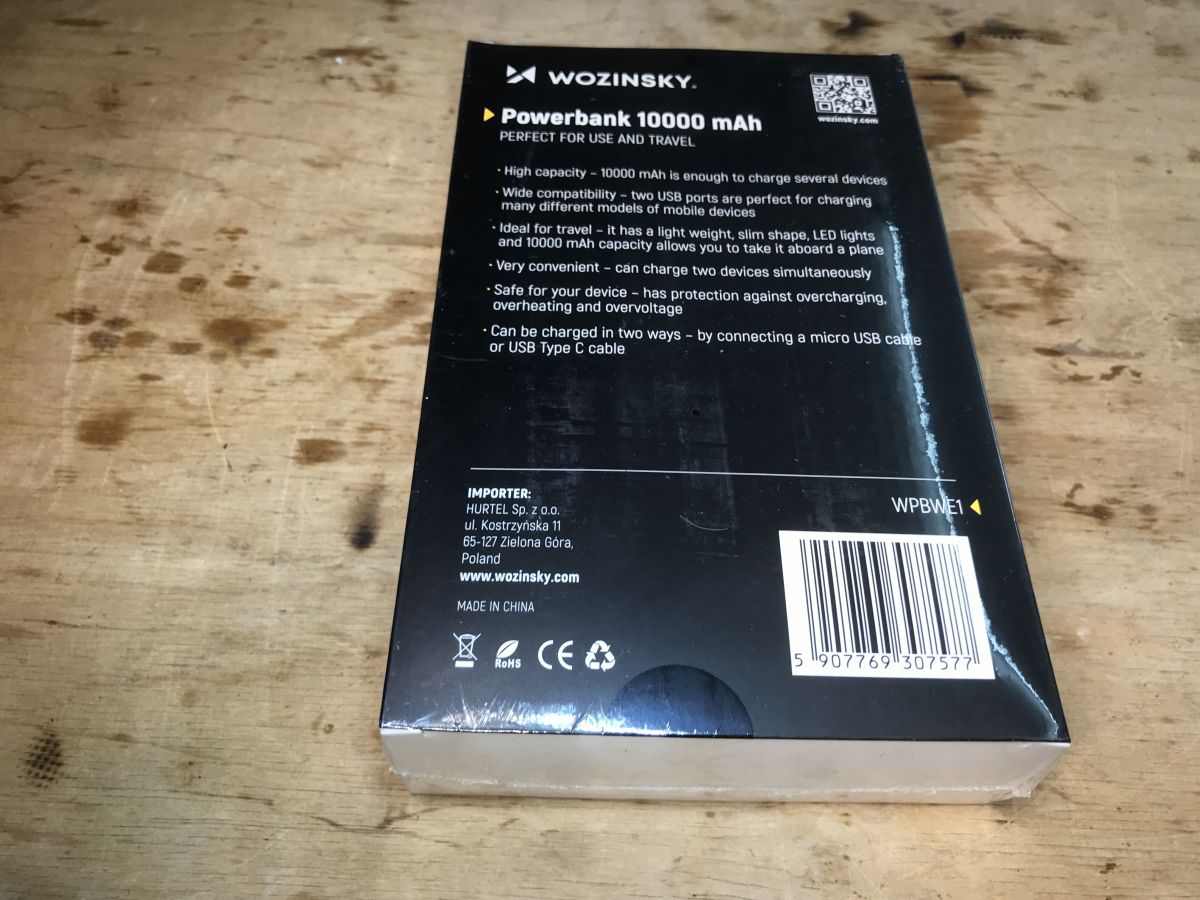 WOZINSKY®
wozinsky.com
Powerbank 10000 mAh
PERFECT FOR USE AND TRAVEL
• High capacity – 10000 mAh is enough to charge several devices
• Wide compatibility – two USB ports are perfect for charging
many different models of mobile devices
• Ideal for travel – it has a light weight, slim shape, LED lights
and 10000 mAh capacity allows you to take it aboard a plane
• Very convenient – can charge two devices simultaneously
• Safe for your device – has protection against overcharging,
overheating and overvoltage
• Can be charged in two ways – by connecting a micro USB cable
or USB Type C cable
IMPORTER:
HURTEL Sp. z o.o.
ul. Kostrzyńska 11
65-127 Zielona Góra,
Poland
www.wozinsky.com
MADE IN CHINA
RoHS
CE
WPBWE1
5 907769 307577